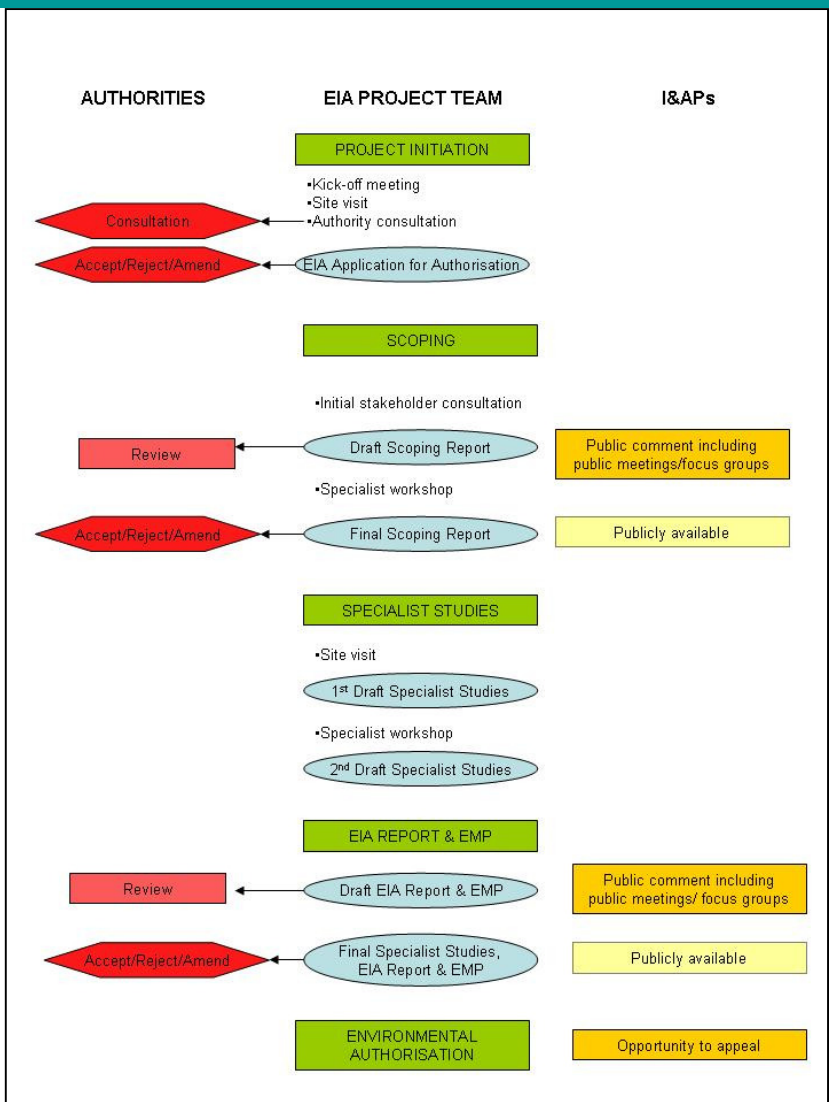 AUTHORITIES
EIA PROJECT TEAM
I&APs
PROJECT INITIATION
▪Kick-off meeting
▪Site visit
▪Authority consultation
Consultation
EIA Application for Authorisation
Accept/Reject/Amend
SCOPING
▪Initial stakeholder consultation
Draft Scoping Report
Review
Public comment including
public meetings/focus groups
▪Specialist workshop
Final Scoping Report
Accept/Reject/Amend
Publicly available
SPECIALIST STUDIES
▪Site visit
1st Draft Specialist Studies
▪Specialist workshop
2nd Draft Specialist Studies
EIA REPORT & EMP
Draft EIA Report & EMP
Review
Public comment including
public meetings/ focus groups
Final Specialist Studies,
EIA Report & EMP
Accept/Reject/Amend
Publicly available
ENVIRONMENTAL
AUTHORISATION
Opportunity to appeal